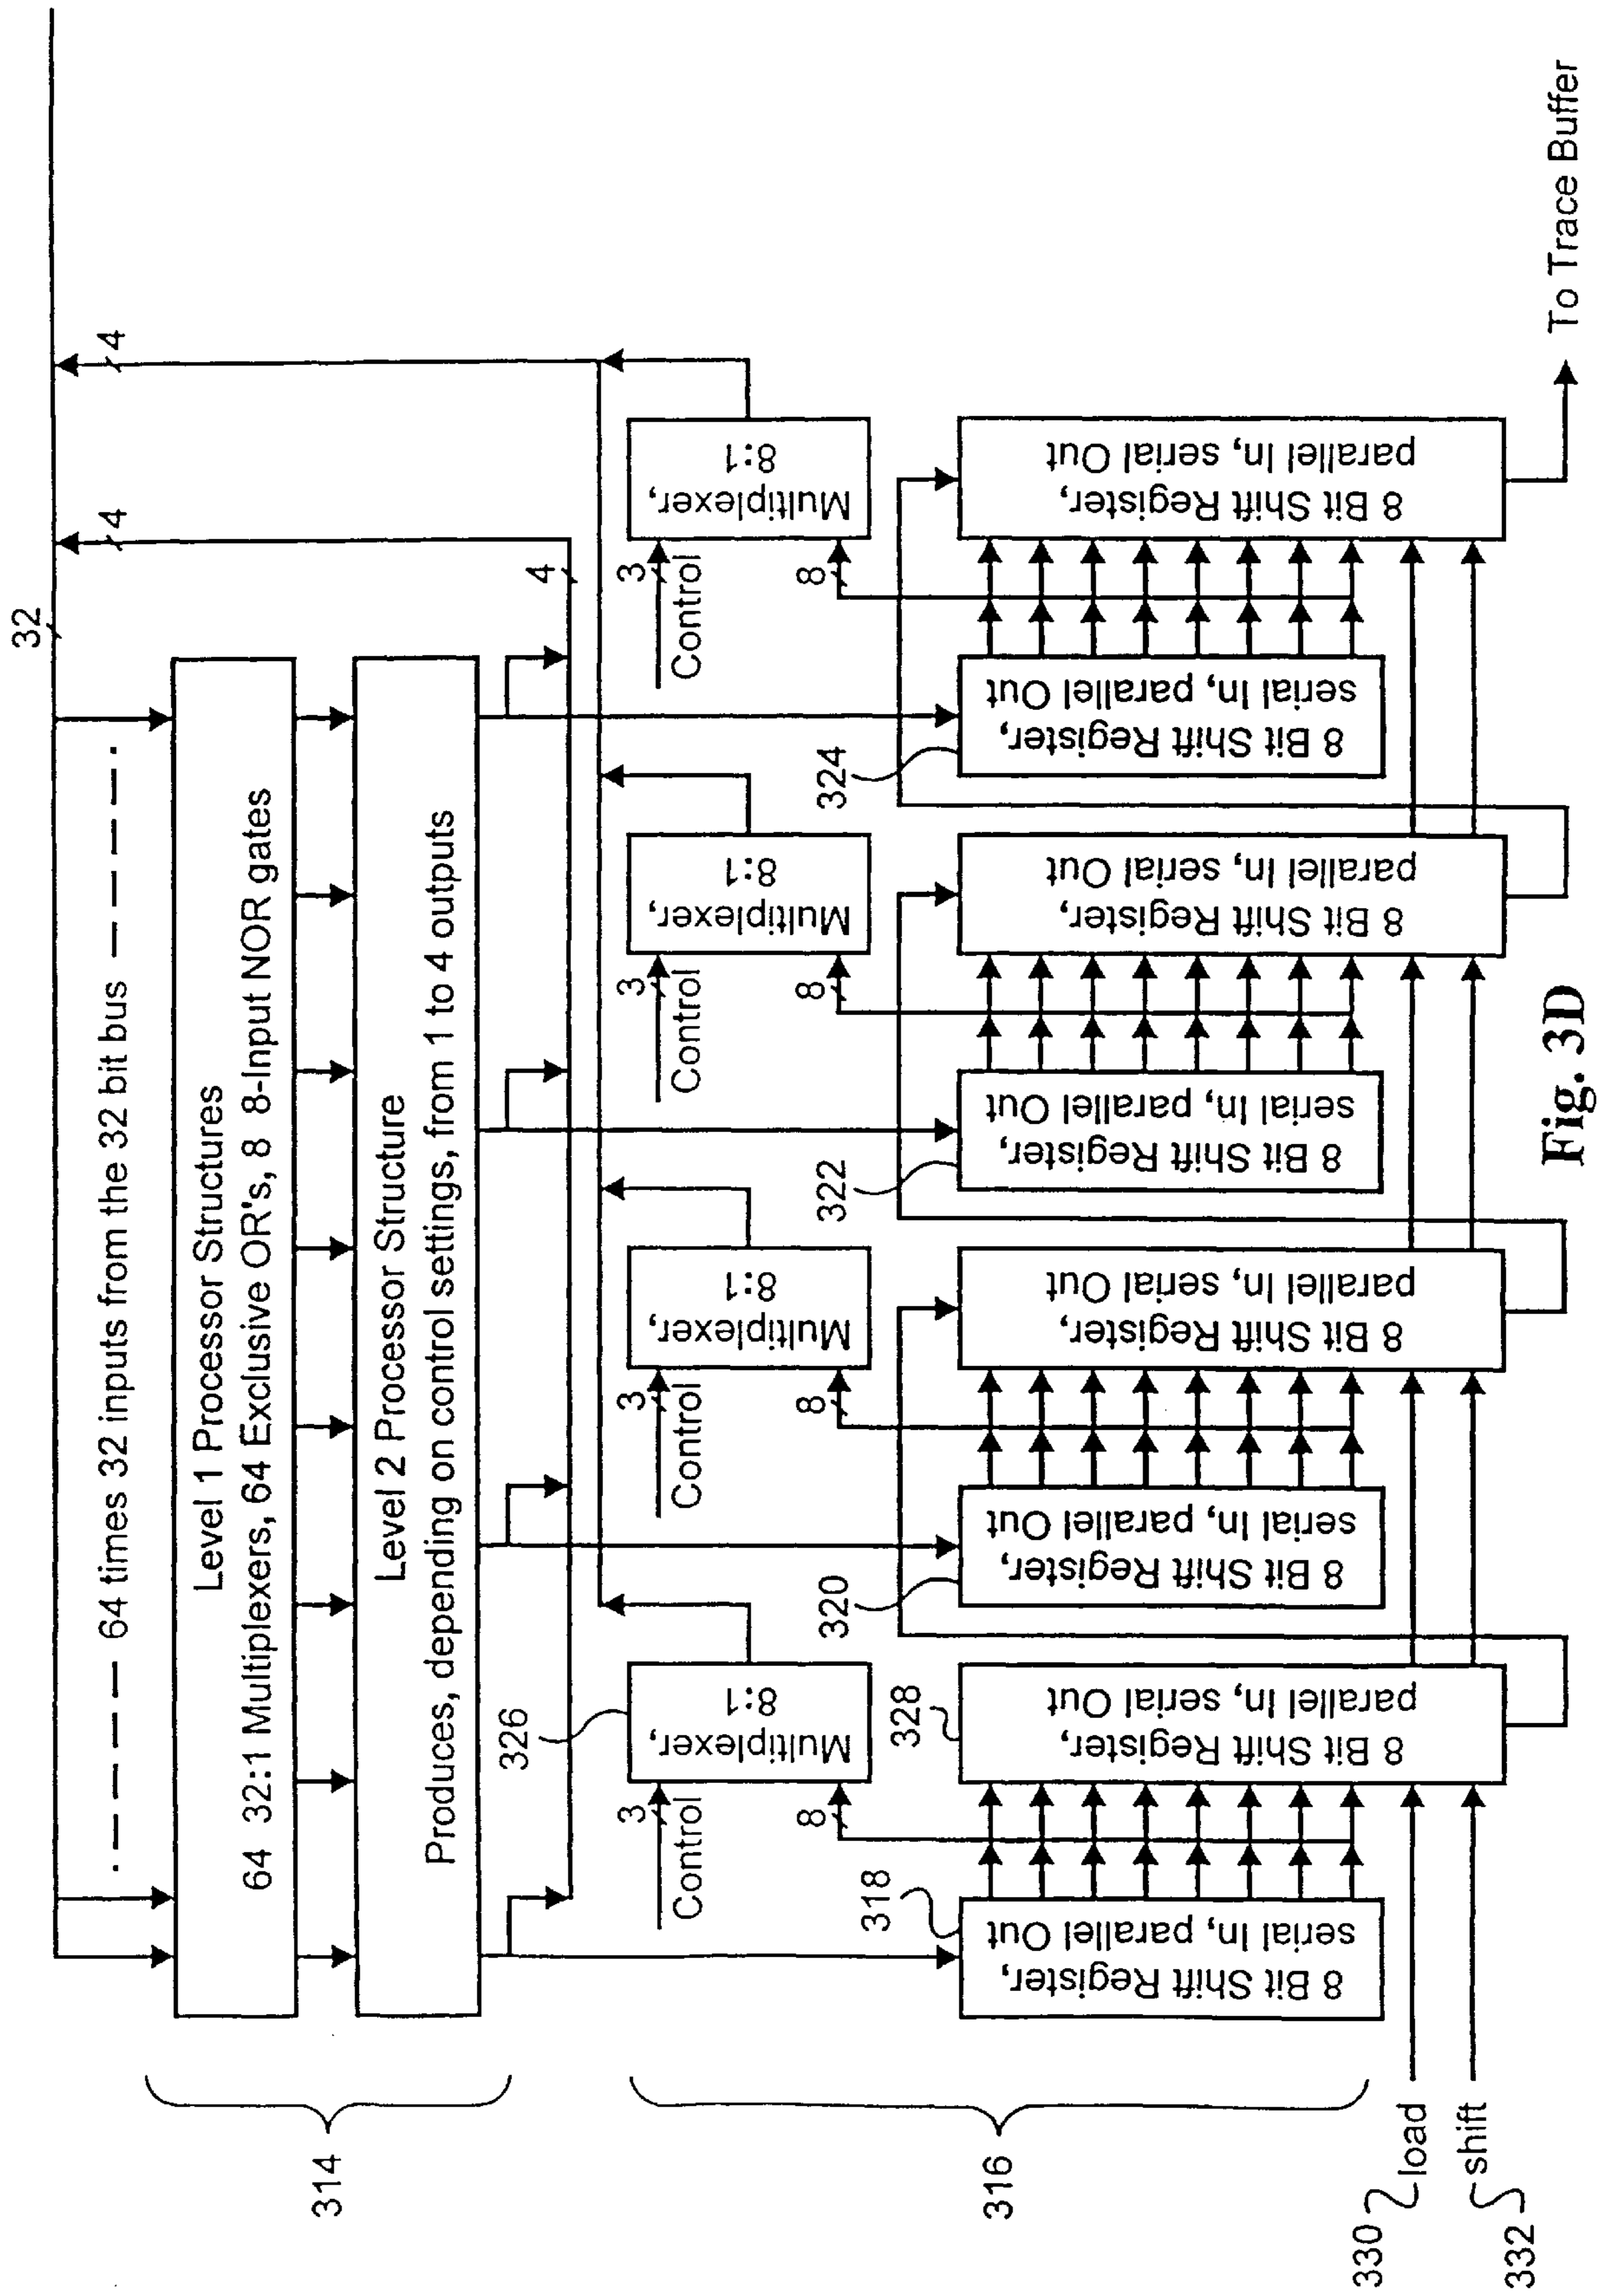 32
64 times 32 inputs from the 32 bit bus
4
4
Level 1 Processor Structures
64 32:1 Multiplexers, 64 Exclusive OR's, 8 8-Input NOR gates
314
Level 2 Processor Structure
Produces, depending on control settings, from 1 to 4 outputs
4
326
3
Control
8
Multiplexer,
8:1
3
Control
8
Multiplexer,
8:1
3
Control
8
Multiplexer,
8:1
3
Control
8
Multiplexer,
8:1
316
318
8 Bit Shift Register,
serial In, parallel Out
328
8 Bit Shift Register,
parallel In, serial Out
320
8 Bit Shift Register,
serial In, parallel Out
8 Bit Shift Register,
parallel In, serial Out
322
8 Bit Shift Register,
serial In, parallel Out
8 Bit Shift Register,
parallel In, serial Out
324
8 Bit Shift Register,
serial In, parallel Out
8 Bit Shift Register,
parallel In, serial Out
330
load
332
shift
To Trace Buffer
Fig. 3D